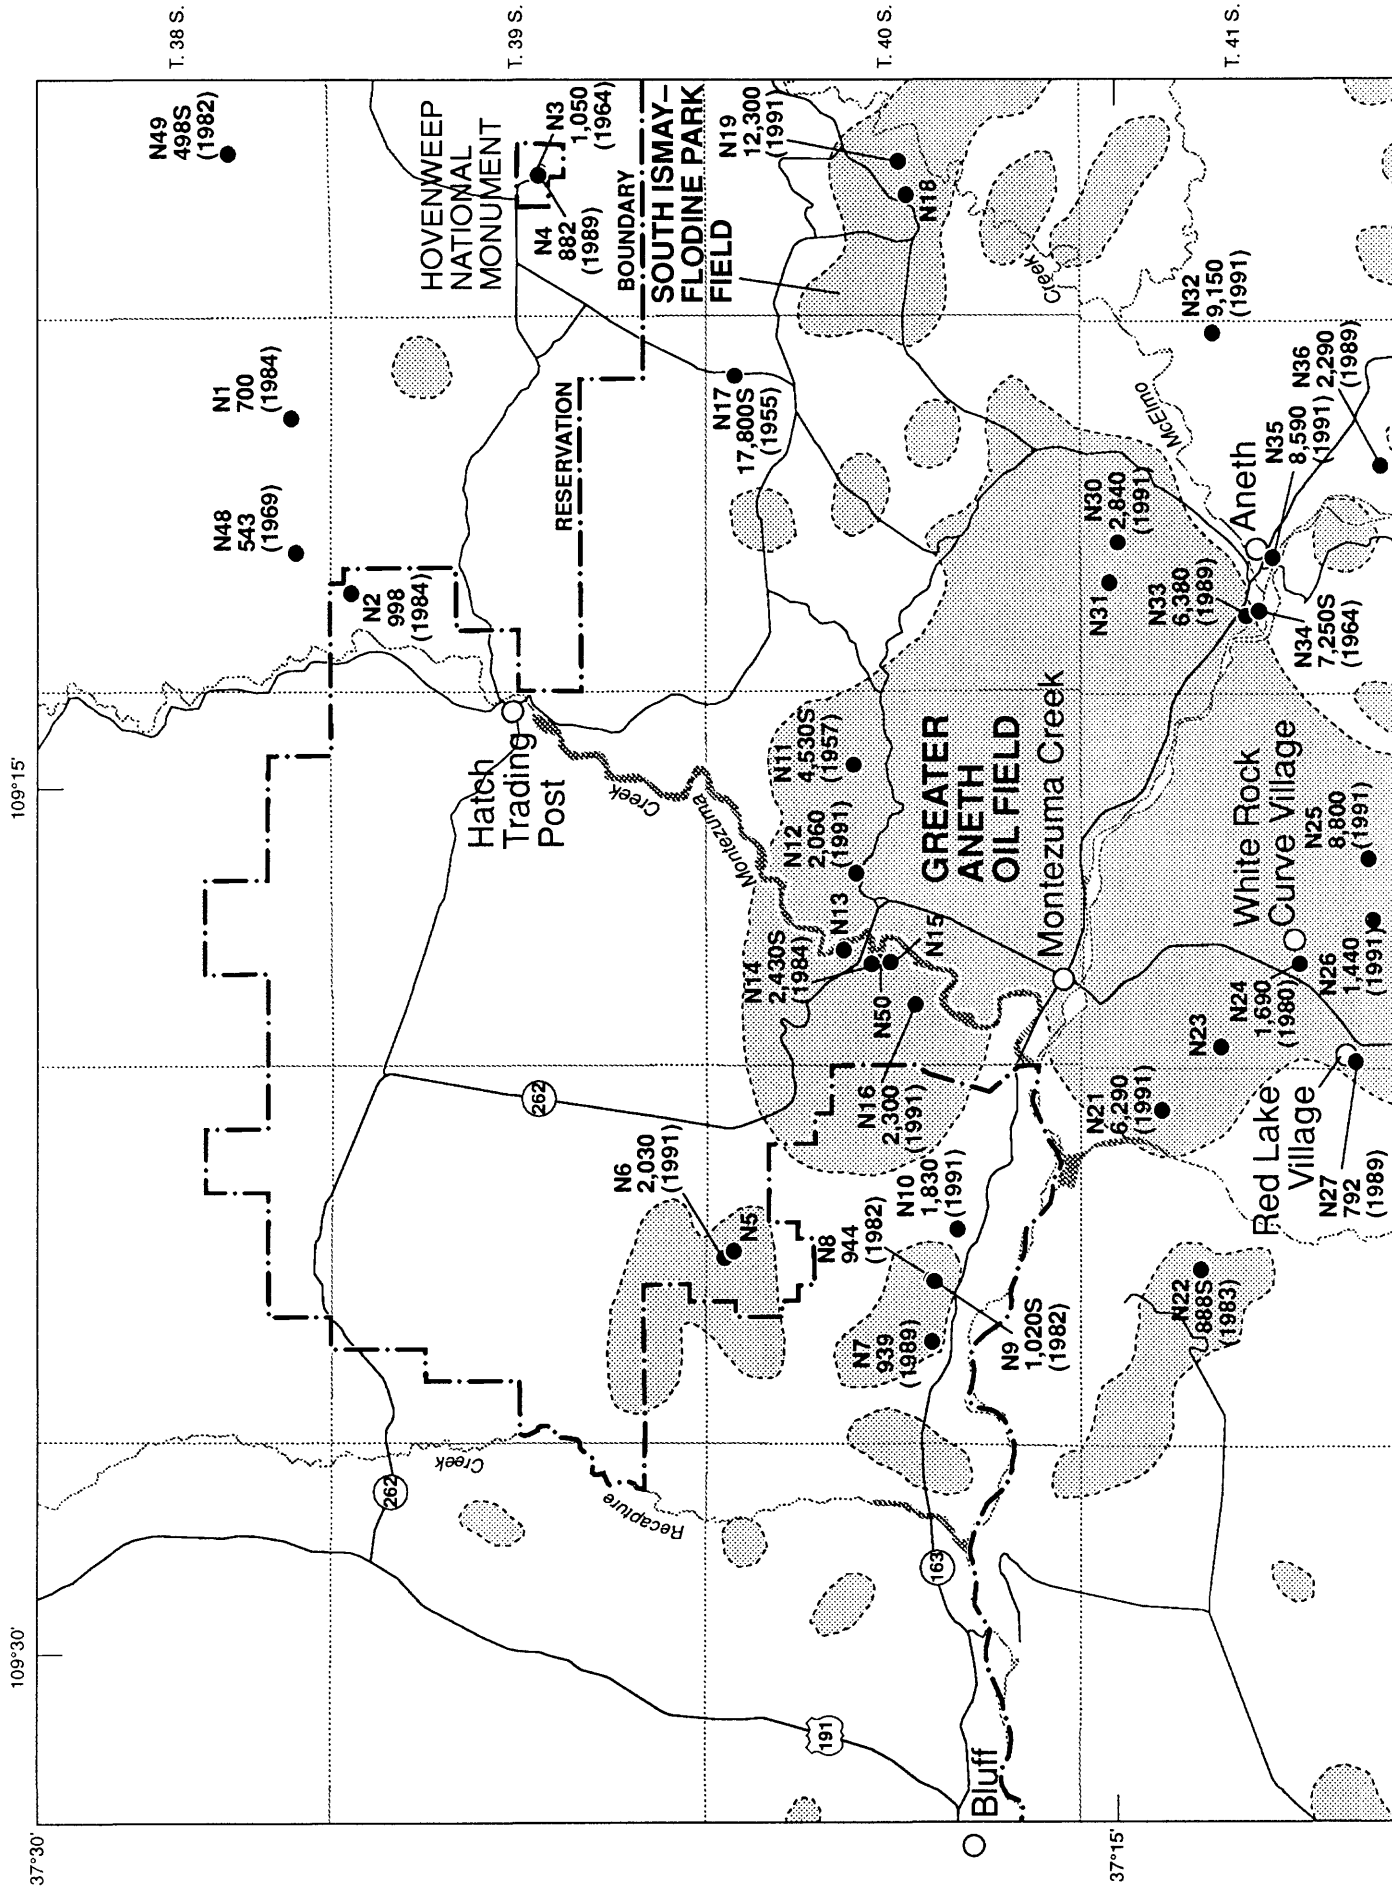 109°30'
109°15'
37°30'
37°15'
T. 38 S.
T. 39 S.
T. 40 S.
T. 41 S.
N49
498S
(1982)
N1
700
(1984)
N48
543
(1969)
N2
998
(1984)
HOVENWEEP
NATIONAL
MONUMENT
N3
1,050
(1964)
N4
882
(1989)
RESERVATION
BOUNDARY
SOUTH ISMAY–
FLODINE PARK
FIELD
262
262
Hatch
Trading
Post
Creek
Montezuma
Creek
Recapture
N6
2,030
(1991)
N5
N17
17,800S
(1955)
N19
12,300
(1991
N18
N11
4,530S
(1957)
N12
2,060
(1991)
N13
N14
2,430S
(1984)
N15
N50
N16
2,300
(1991)
N10
1,830
(1991)
N8
944
(1982)
N7
939
(1989)
N9
1,020S
(1982)
GREATER
ANETH
OIL FIELD
Montezuma Creek
191
163
Bluff
Creek
McElmo
N30
2,840
(1991)
N31
N33
6,380
(1989)
N34
7,250S
(1964)
Aneth
N32
9,150
(1991)
N35
8,590
(1991)
N36
2,290
(1989)
N21
6,290
(1991)
N23
N22
888S
(1983)
White Rock
Curve Village
N24
1,690
(1980)
N25
8,800
(1991)
N26
1,440
(1991)
Red Lake
Village
N27
792
(1989)